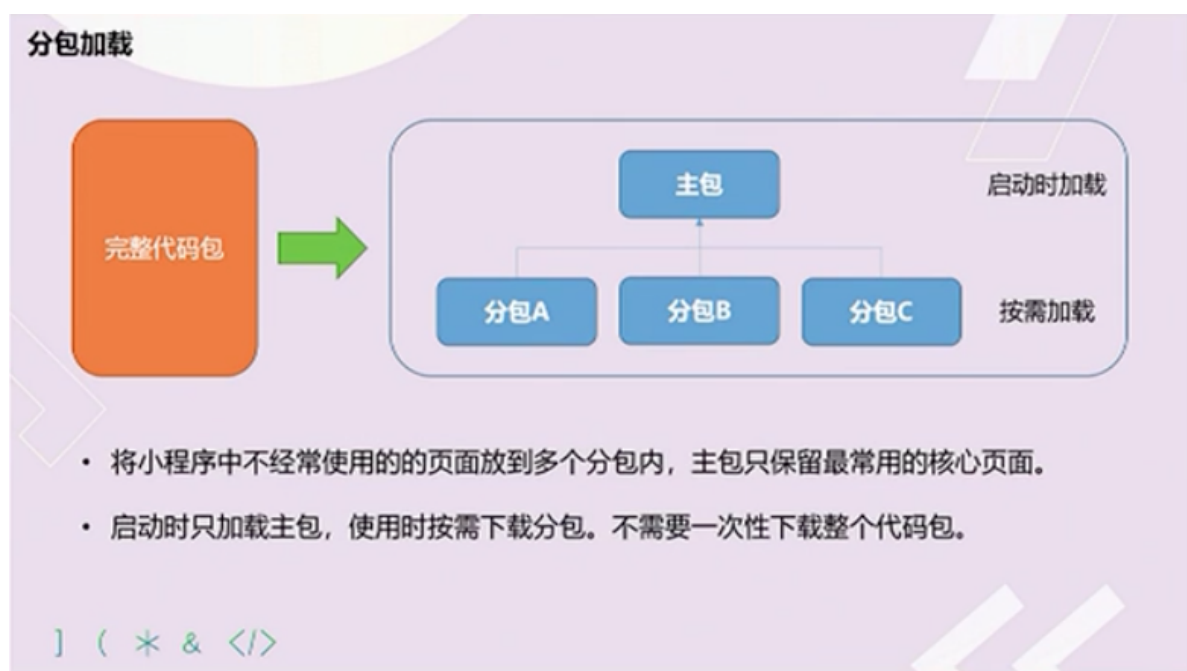 分包加载
完整代码包
主包
启动时加载
分包A
分包B
分包C
按需加载
• 将小程序中不经常使用的的页面放到多个分包内，主包只保留最常用的核心页面。
• 启动时只加载主包，使用时按需下载分包。不需要一次性下载整个代码包。
] ( * & </>